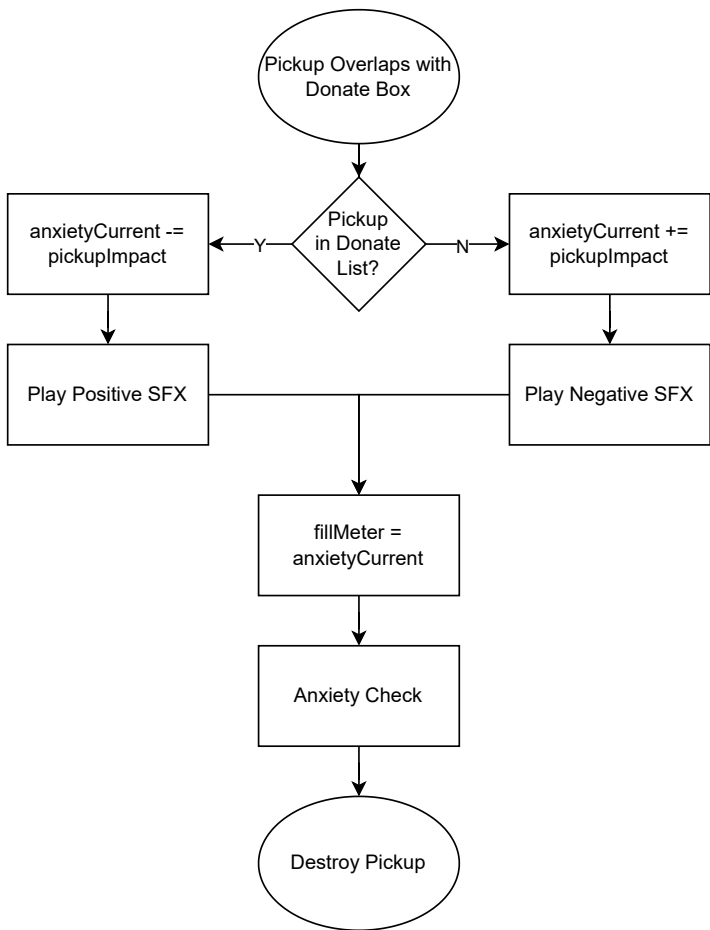 Pickup Overlaps with
Donate Box
Pickup
in Donate
List?
Y
N
anxietyCurrent -=
pickupImpact
anxietyCurrent +=
pickupImpact
Play Positive SFX
Play Negative SFX
fillMeter =
anxietyCurrent
Anxiety Check
Destroy Pickup